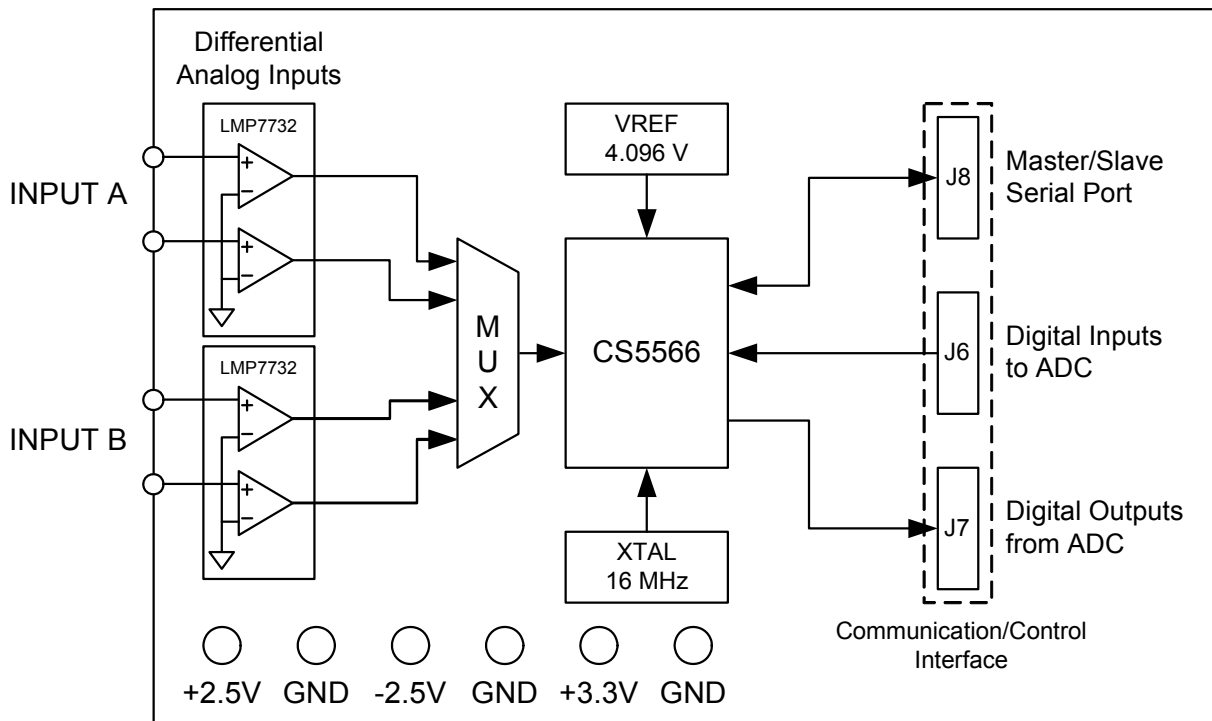 Differential
Analog Inputs
LMP7732
+
−
+
−
INPUT A
LMP7732
+
−
+
−
INPUT B
M
U
X
VREF
4.096 V
CS5566
XTAL
16 MHz
J8
Master/Slave
Serial Port
J6
Digital Inputs
to ADC
J7
Digital Outputs
from ADC
Communication/Control
Interface
+2.5V GND -2.5V GND +3.3V GND